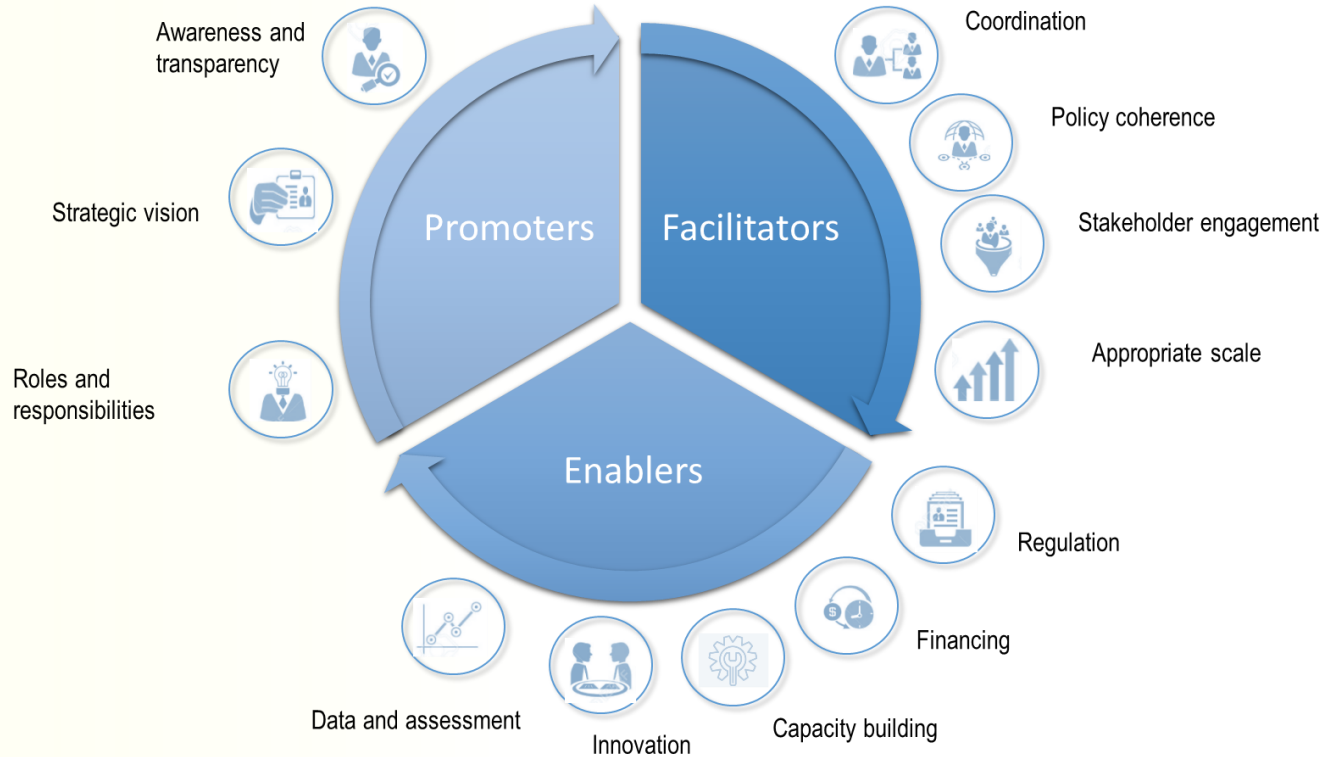 Awareness and
transparency
Strategic vision
Roles and
responsibilities
Promoters
Facilitators
Enablers
Coordination
Policy coherence
Stakeholder engagement
Appropriate scale
Regulation
Financing
Capacity building
Innovation
Data and assessment
$